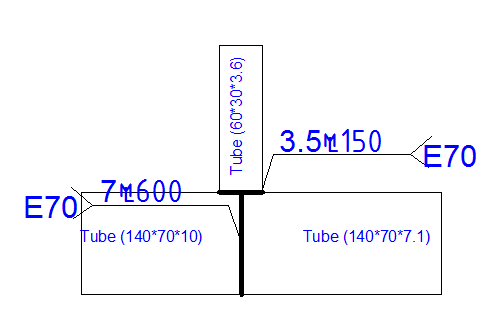 Tube (60*30*3.6)
3.5 150
E70
7 600
E70
Tube (140*70*10)
Tube (140*70*7.1)